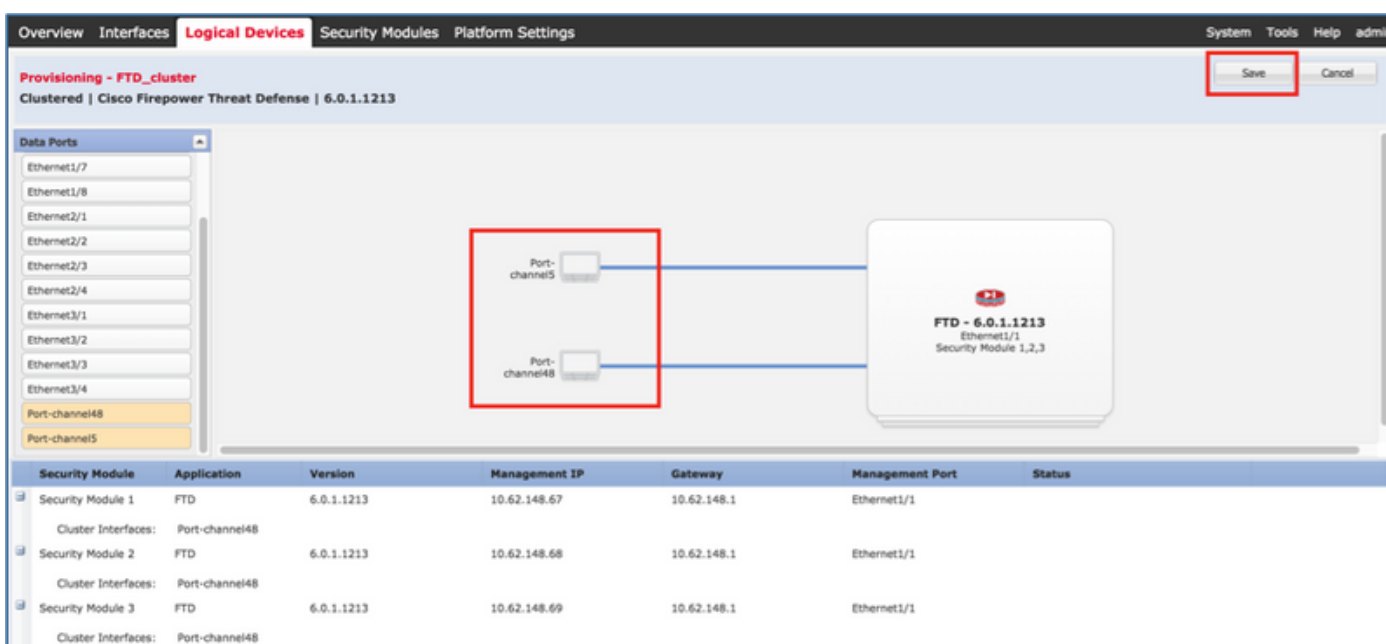 Overview Interfaces Logical Devices Security Modules Platform Settings System Tools Help admi
Provisioning - FTD_cluster
Clustered | Cisco Firepower Threat Defense | 6.0.1.1213
Save Cancel
Data Ports
Ethernet1/7
Ethernet1/8
Ethernet2/1
Ethernet2/2
Ethernet2/3
Ethernet2/4
Ethernet3/1
Ethernet3/2
Ethernet3/3
Ethernet3/4
Port-channel48
Port-channel5
Port-
channel5
Port-
channel48
FTD - 6.0.1.1213
Ethernet1/1
Security Module 1,2,3
Security Module Application Version Management IP Gateway Management Port Status
Security Module 1 FTD 6.0.1.1213 10.62.148.67 10.62.148.1 Ethernet1/1
Cluster Interfaces: Port-channel48
Security Module 2 FTD 6.0.1.1213 10.62.148.68 10.62.148.1 Ethernet1/1
Cluster Interfaces: Port-channel48
Security Module 3 FTD 6.0.1.1213 10.62.148.69 10.62.148.1 Ethernet1/1
Cluster Interfaces: Port-channel48